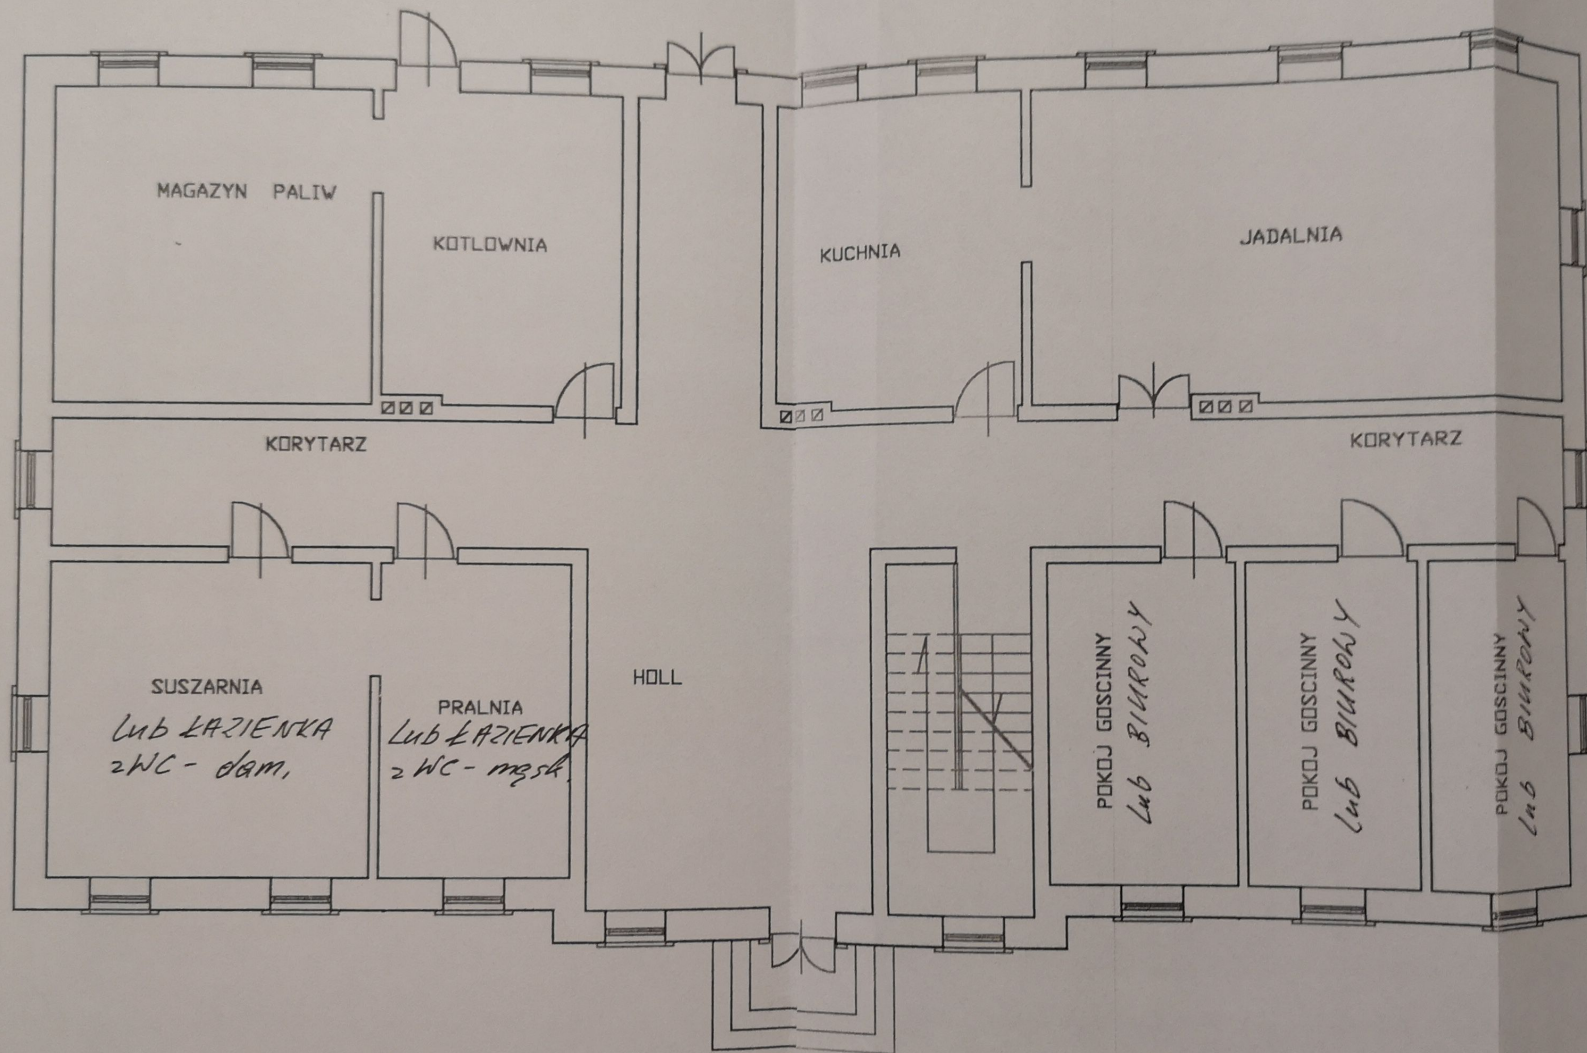 MAGAZYN PALIW
KOTLOWNIA
KUCHNIA
JADALNIA
KORYTARZ
KORYTARZ
SUSZARNIA
Lub ŁAZIENKA
z WC - dam.
PRALNIA
Lub ŁAZIENKA
z WC - męsk.
HOLL
POKOJ GOSCINNY
Lub BIUROWY
POKOJ GOSCINNY
Lub BIUROWY
POKOJ GOSCINNY
Lub BIUROWY